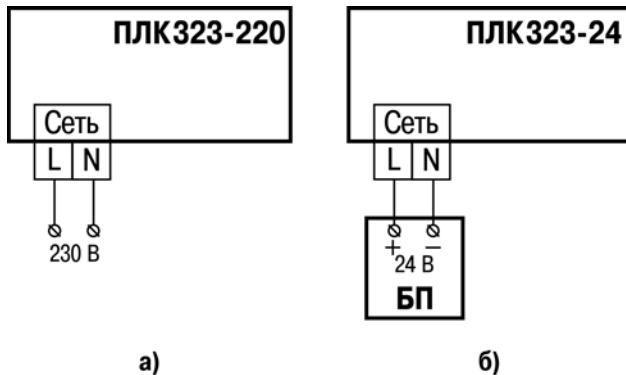 ПЛК323-220
Сеть
L N
230 В
а)
ПЛК323-24
Сеть
L N
+ −
24 В
БП
б)